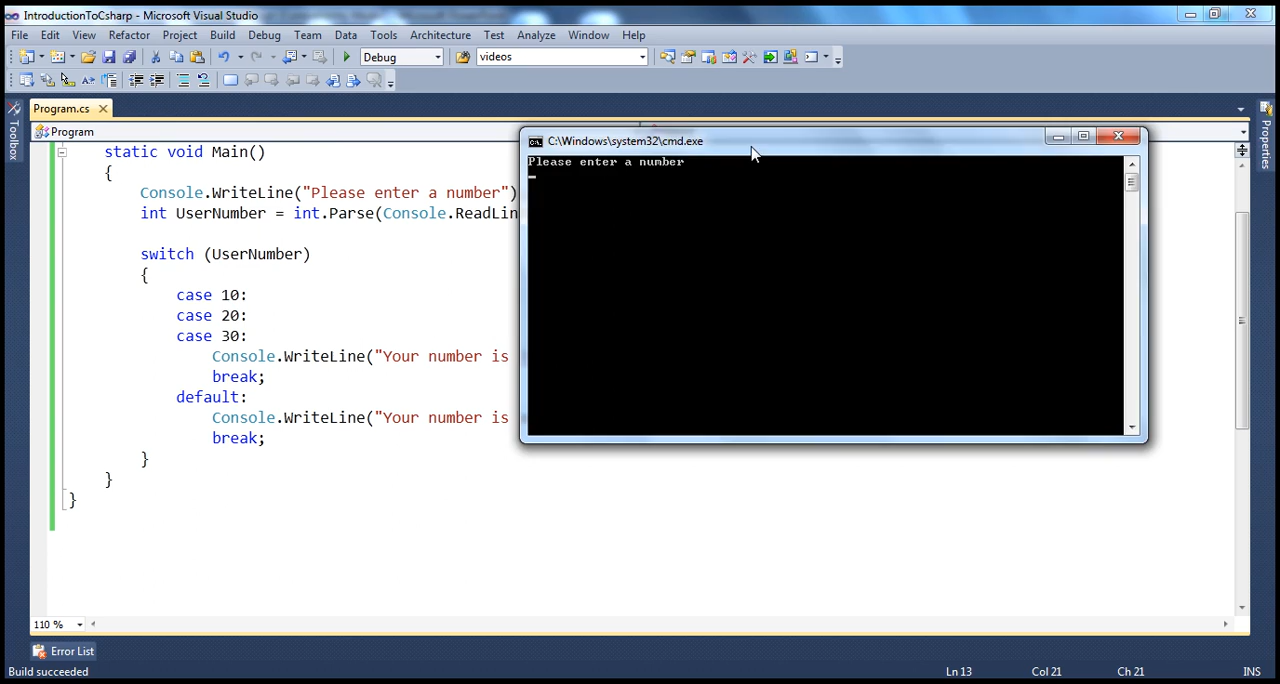 IntroductionToCsharp - Microsoft Visual Studio
File Edit View Refactor Project Build Debug Team Data Tools Architecture Test Analyze Window Help
Debug videos
Program.cs
Toolbox
Properties
Program
C:\Windows\system32\cmd.exe
Please enter a number
static void Main()
{
Console.WriteLine("Please enter a number")
int UserNumber = int.Parse(Console.ReadLin
switch (UserNumber)
{
case 10:
case 20:
case 30:
Console.WriteLine("Your number is
break;
default:
Console.WriteLine("Your number is
break;
}
}
}
110 %
Error List
Build succeeded Ln 13 Col 21 Ch 21 INS